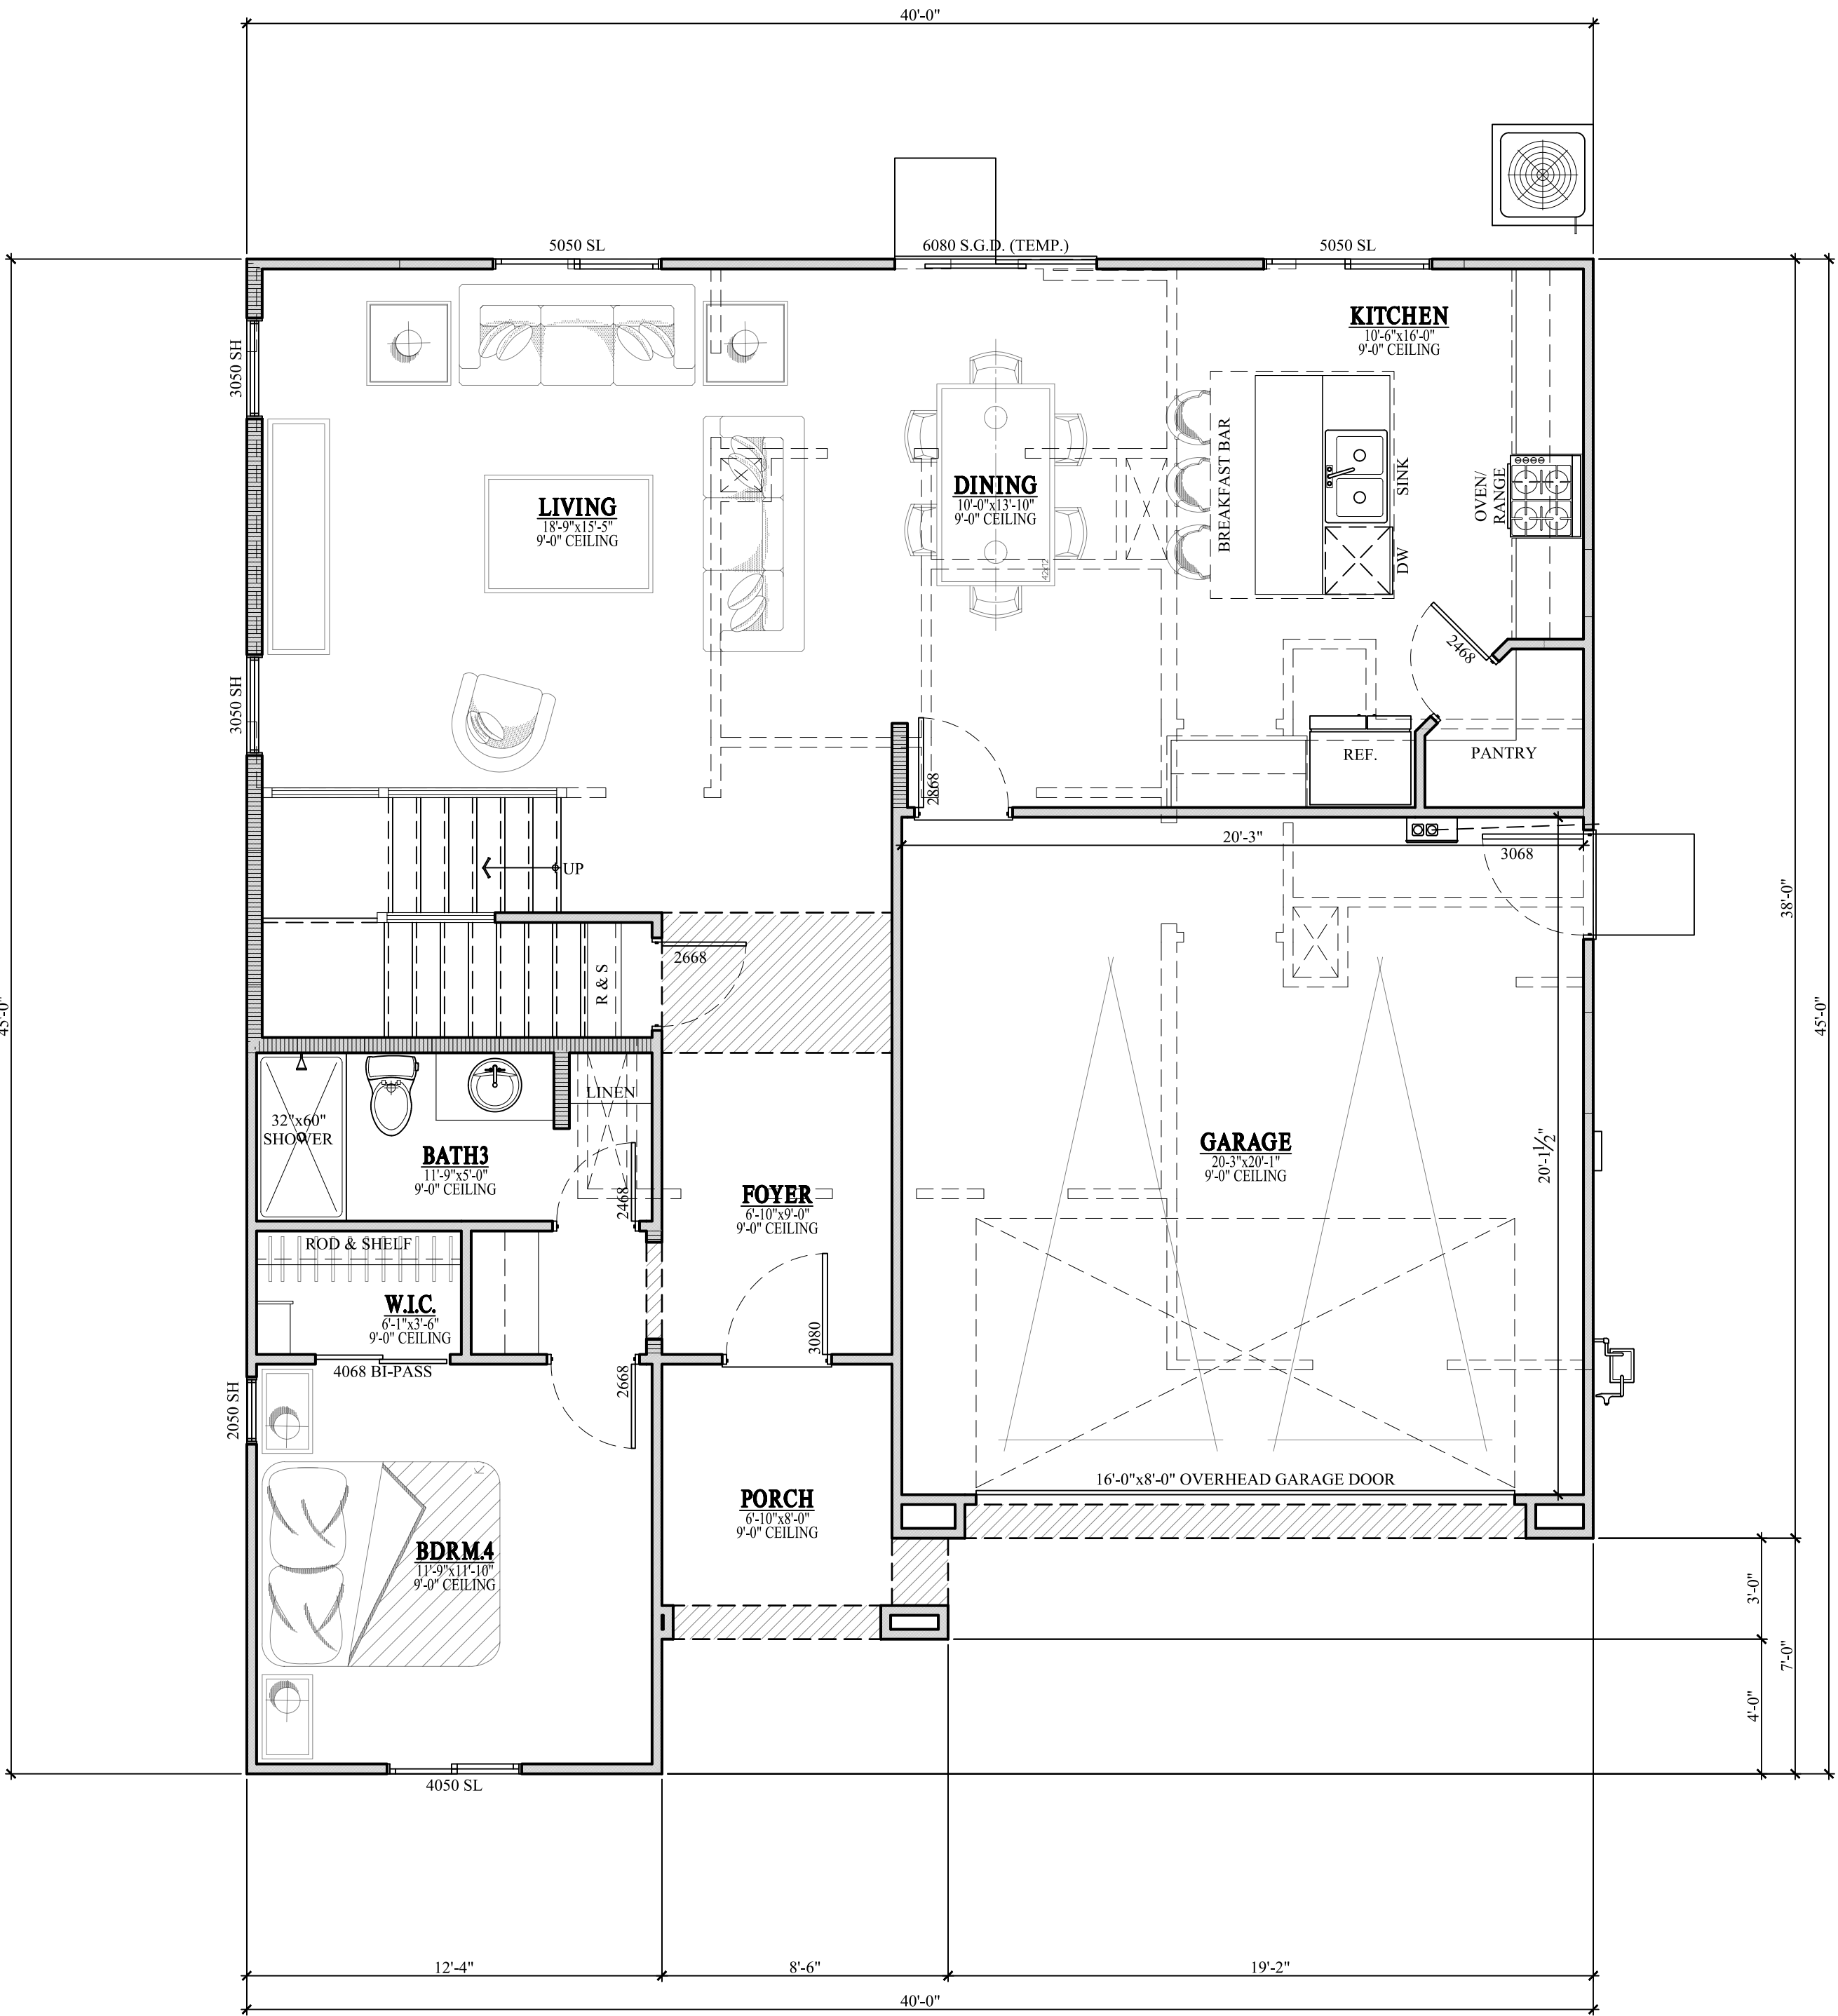 40'-0"
5050 SL
6080 S.G.D. (TEMP.)
5050 SL
3050 SH
KITCHEN
10'-6"x16'-0"
9'-0" CEILING
BREAKFAST BAR
SINK
DW
OVEN/
RANGE
DINING
10'-0"x13'-10"
9'-0" CEILING
42x72
LIVING
18'-9"x15'-5"
9'-0" CEILING
3050 SH
2468
REF.
PANTRY
2868
20'-3"
3068
38'-0"
45'-0"
45'-0"
UP
2668
R & S
LINEN
32"x60"
SHOWER
BATH3
11'-9"x5'-0"
9'-0" CEILING
2468
FOYER
6'-10"x9'-0"
9'-0" CEILING
GARAGE
20-3"x20'-1"
9'-0" CEILING
20'-1 1/2"
ROD & SHELF
W.I.C.
6'-1"x3'-6"
9'-0" CEILING
4068 BI-PASS
3080
2668
2050 SH
K
16'-0"x8'-0" OVERHEAD GARAGE DOOR
PORCH
6'-10"x8'-0"
9'-0" CEILING
BDRM.4
11'-9"x11'-10"
9'-0" CEILING
3'-0"
7'-0"
4'-0"
4050 SL
12'-4"
8'-6"
19'-2"
40'-0"